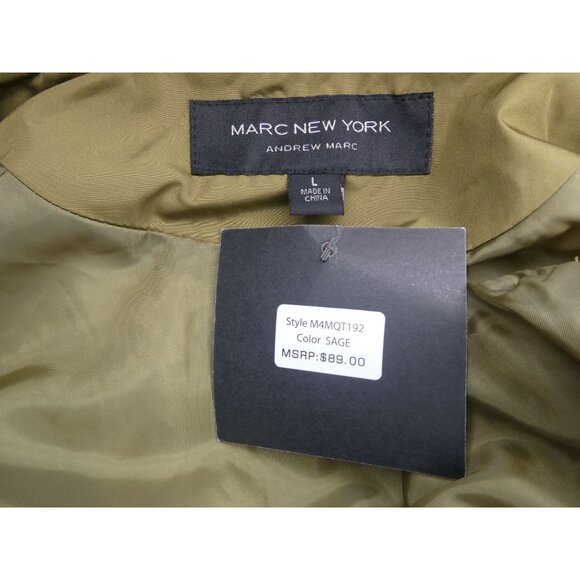 MARC NEW YORK
ANDREW MARC
L
MADE IN
CHINA
Style M4MQT192
Color SAGE
MSRP:$89.00